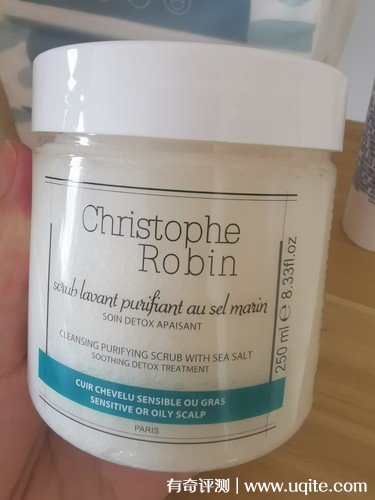 Christophe
Robin
scrub lavant purifiant au sel marin
SOIN DETOX APAISANT
CLEANSING PURIFYING SCRUB WITH SEA SALT
SOOTHING DETOX TREATMENT
250 ml e 8.33fl.oz
CUIR CHEVELU SENSIBLE OU GRAS
SENSITIVE OR OILY SCALP
PARIS
有奇评测 | www.uqite.com